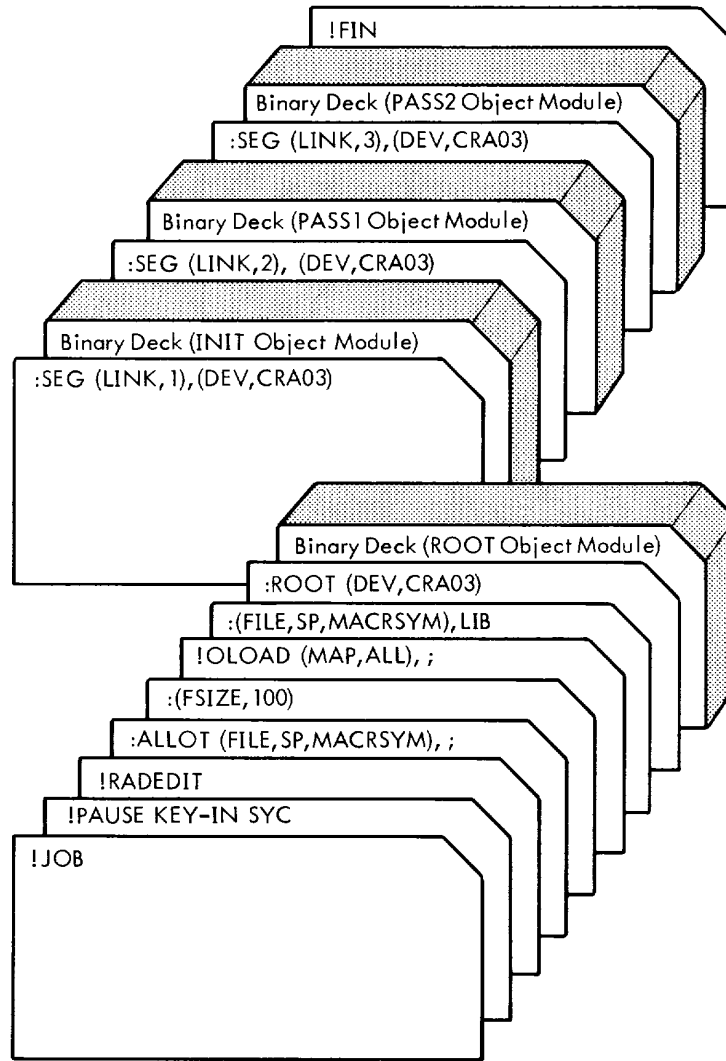 !FIN
Binary Deck (PASS2 Object Module)
:SEG (LINK,3),(DEV,CRA03)
Binary Deck (PASS1 Object Module)
:SEG (LINK,2), (DEV,CRA03)
Binary Deck (INIT Object Module)
:SEG (LINK,1),(DEV,CRA03)
Binary Deck (ROOT Object Module)
:ROOT (DEV,CRA03)
:(FILE,SP,MACRSYM),LIB
!OLOAD (MAP,ALL), ;
:(FSIZE,100)
:ALLOT (FILE,SP,MACRSYM), ;
!RADEDIT
!PAUSE KEY-IN SYC
!JOB